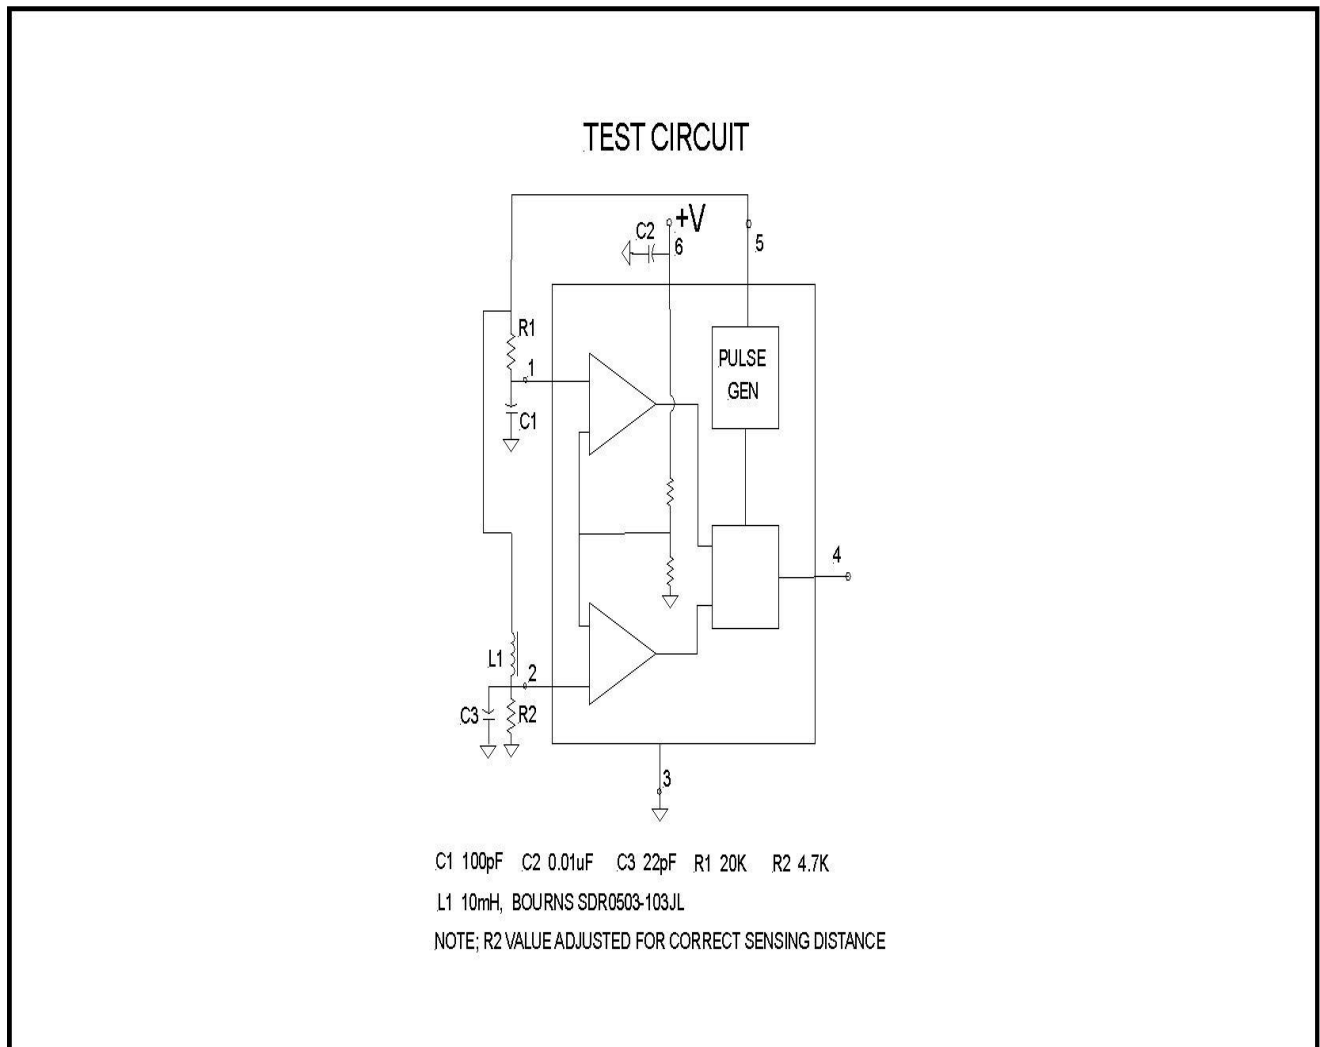 TEST CIRCUIT
+V
C2
6
5
R1
PULSE
GEN
1
C1
4
L1
2
C3
R2
3
C1 100pF C2 0.01uF C3 22pF R1 20K R2 4.7K
L1 10mH, BOURNS SDR0503-103JL
NOTE; R2 VALUE ADJUSTED FOR CORRECT SENSING DISTANCE